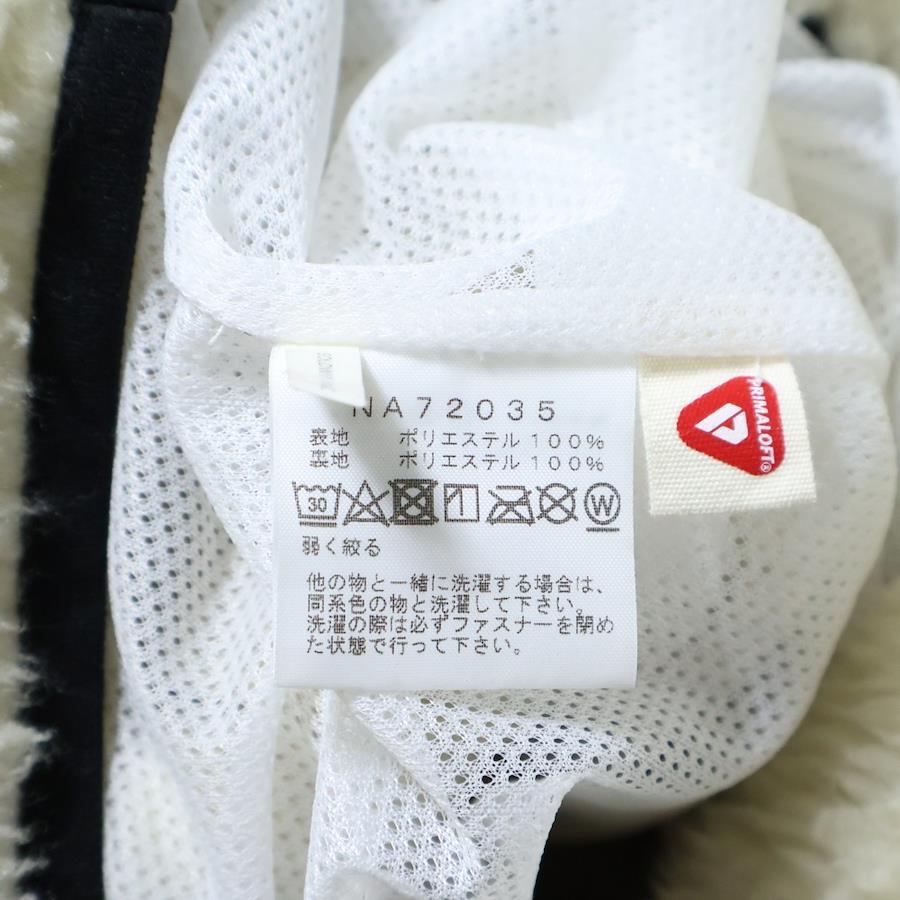 NA72035
表地 ポリエステル100%
裏地 ポリエステル100%
30
W
弱く絞る
他の物と一緒に洗濯する場合は、
同系色の物と洗濯して下さい。
洗濯の際は必ずファスナーを閉め
た状態で行って下さい。
PRIMALOFT®